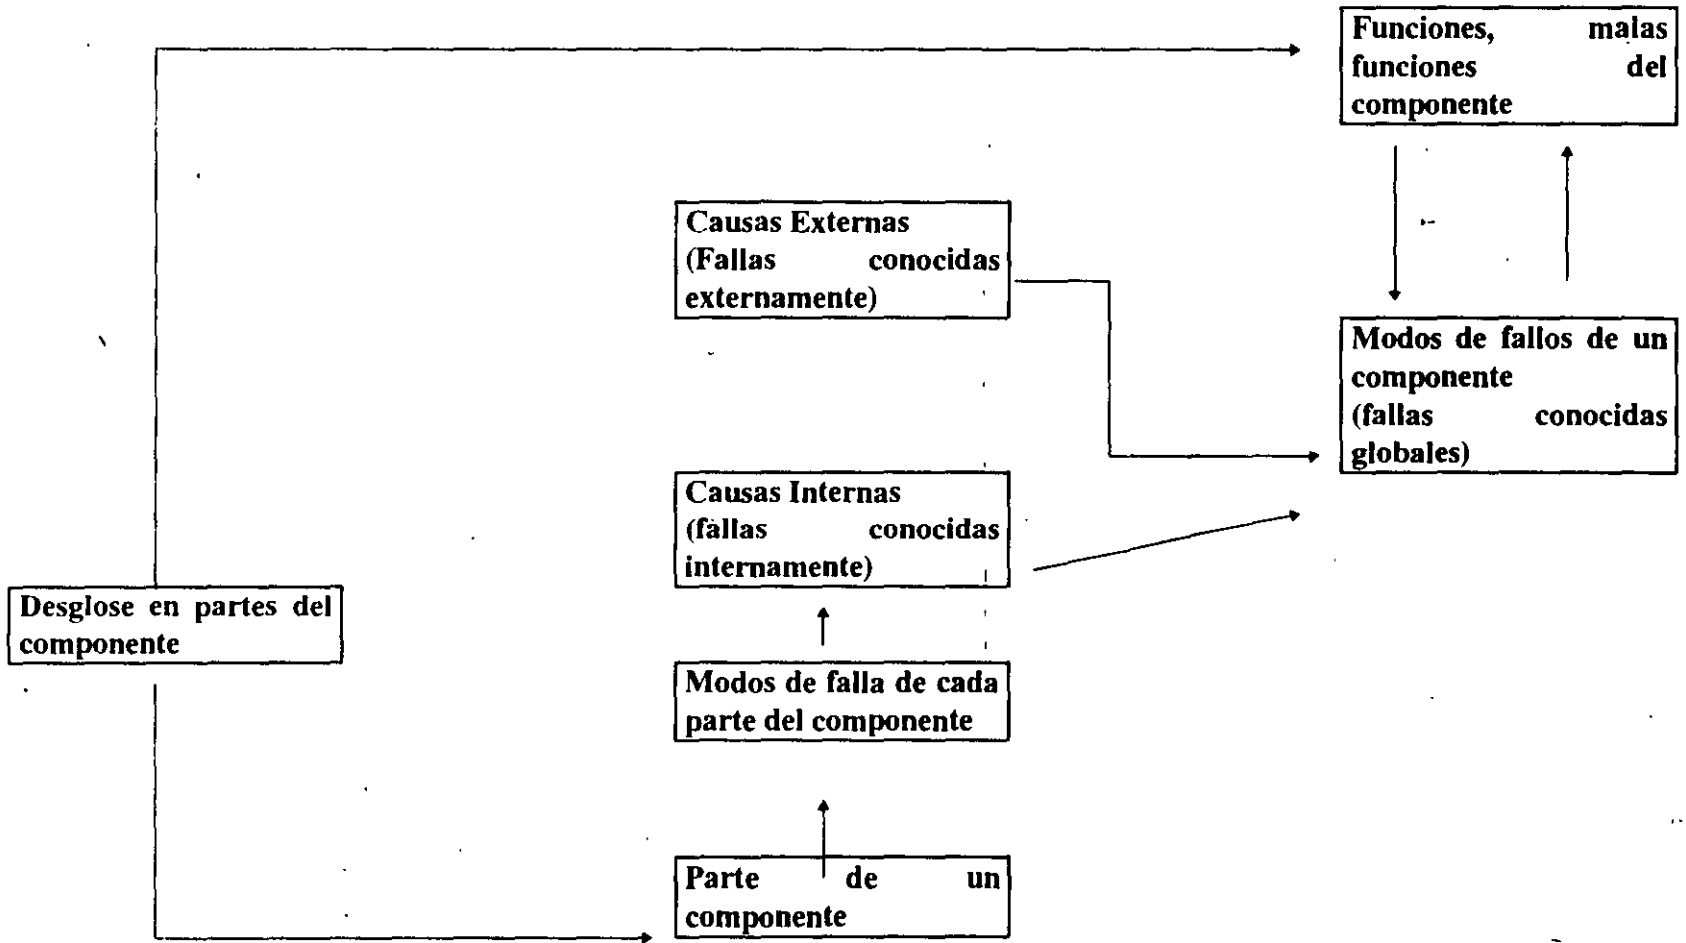 Funciones, malas
funciones del
componente
Causas Externas
(Fallas conocidas
externamente)
Modos de fallos de un
componente
(fallas conocidas
globales)
Causas Internas
(fallas conocidas
internamente)
Desglose en partes del
componente
Modos de falla de cada
parte del componente
Parte de un
componente